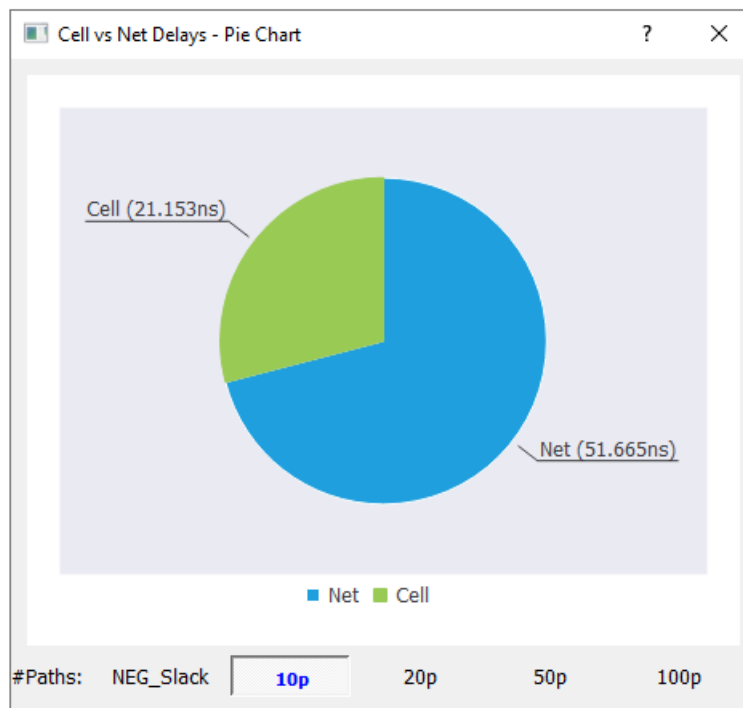 Cell vs Net Delays - Pie Chart ?
Cell (21.153ns)
Net (51.665ns)
Net Cell
#Paths: NEG_Slack 10p 20p 50p 100p